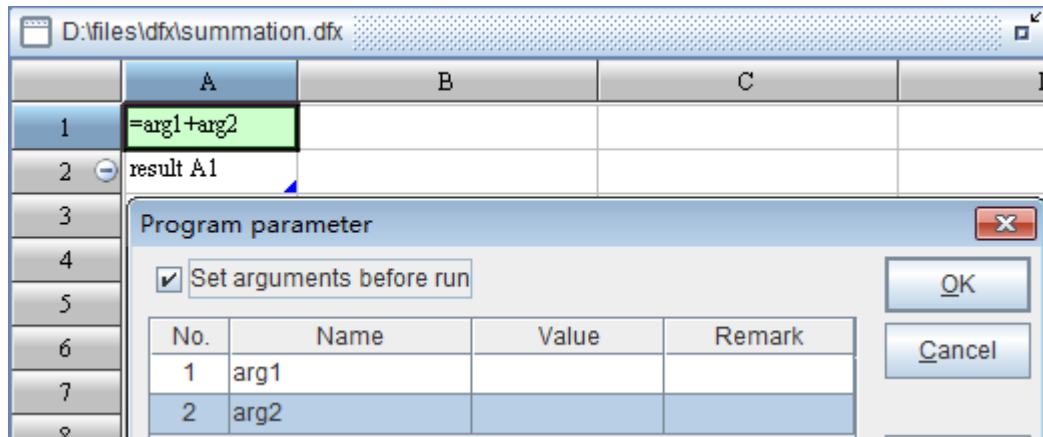 D:\files\dfx\summation.dfx
A B C
1 =arg1+arg2
2 result A1
3
Program parameter
4
Set arguments before run
OK
5
No. Name Value Remark
6
Cancel
1 arg1
7
2 arg2